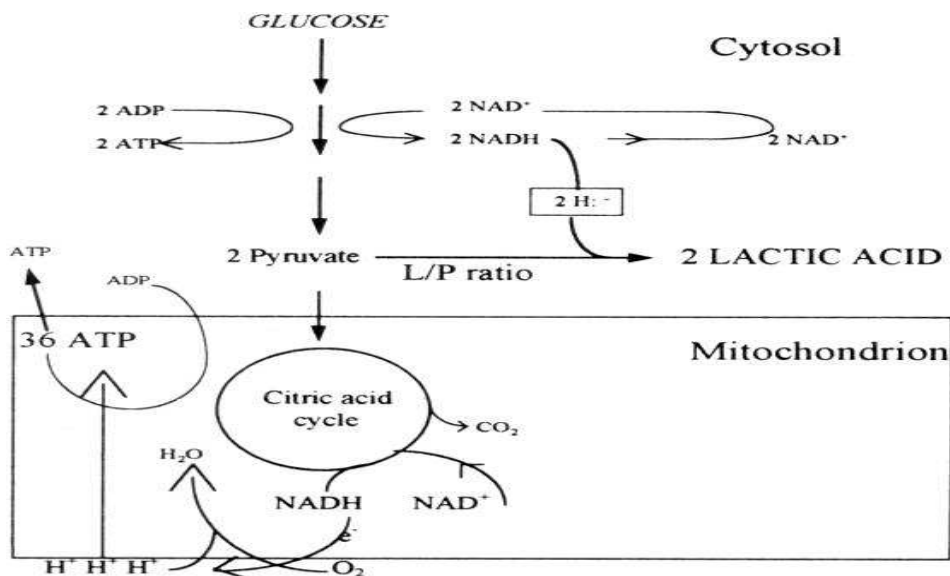 GLUCOSE
Cytosol
2 ADP
2 NAD⁺
2 ATP
2 NADH
2 NAD⁺
2 H: ⁻
ATP
2 Pyruvate
2 LACTIC ACID
L/P ratio
ADP
36 ATP
Mitochondrion
Citric acid
cycle
CO₂
H₂O
NADH
NAD⁺
e⁻
H⁺ H⁺ H⁺
O₂